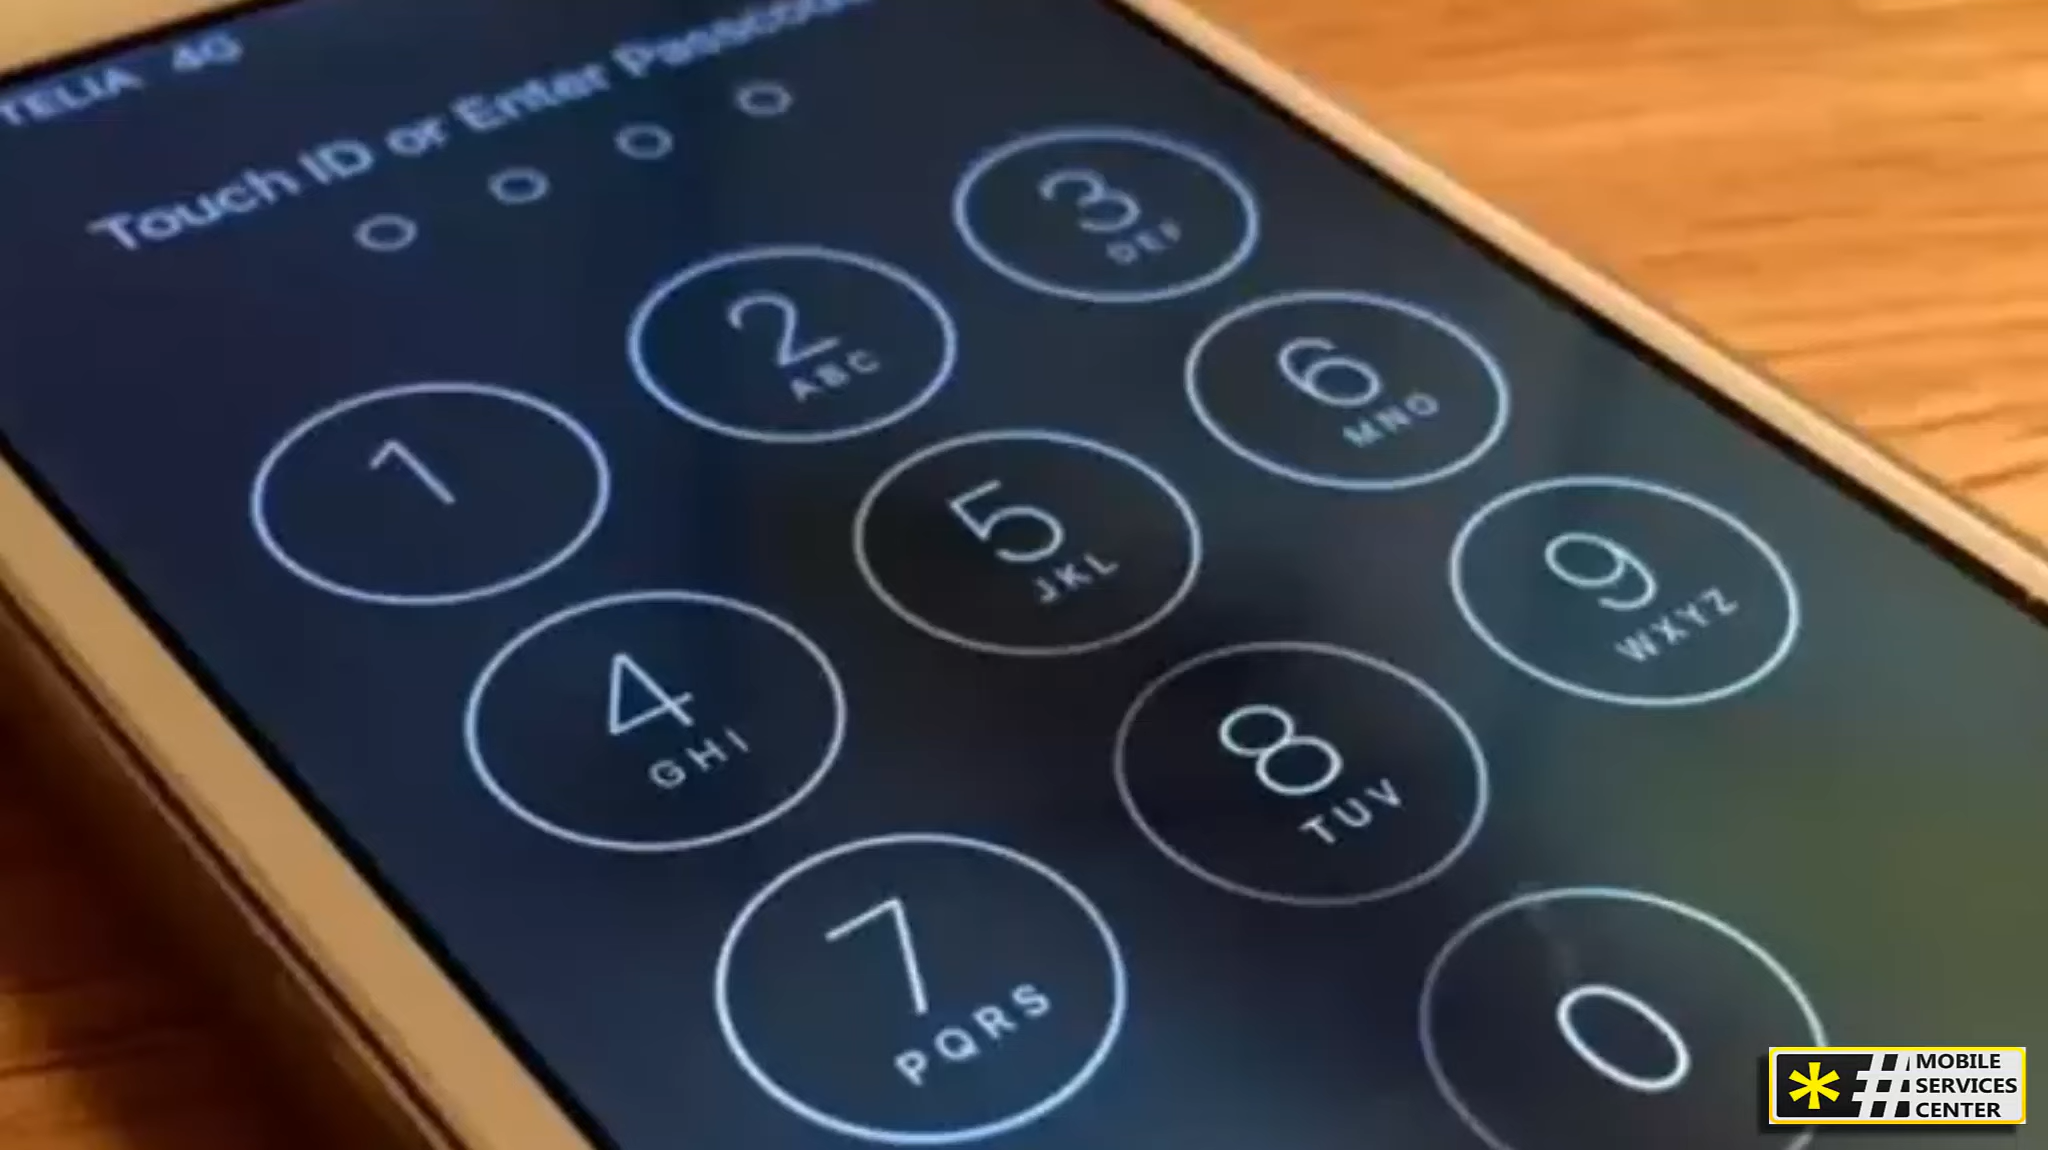 TELIA 4G
Touch ID or Enter Passcode
1
2
ABC
3
DEF
4
GHI
5
JKL
6
MNO
7
PQRS
8
TUV
9
WXYZ
0
*# MOBILE
SERVICES
CENTER